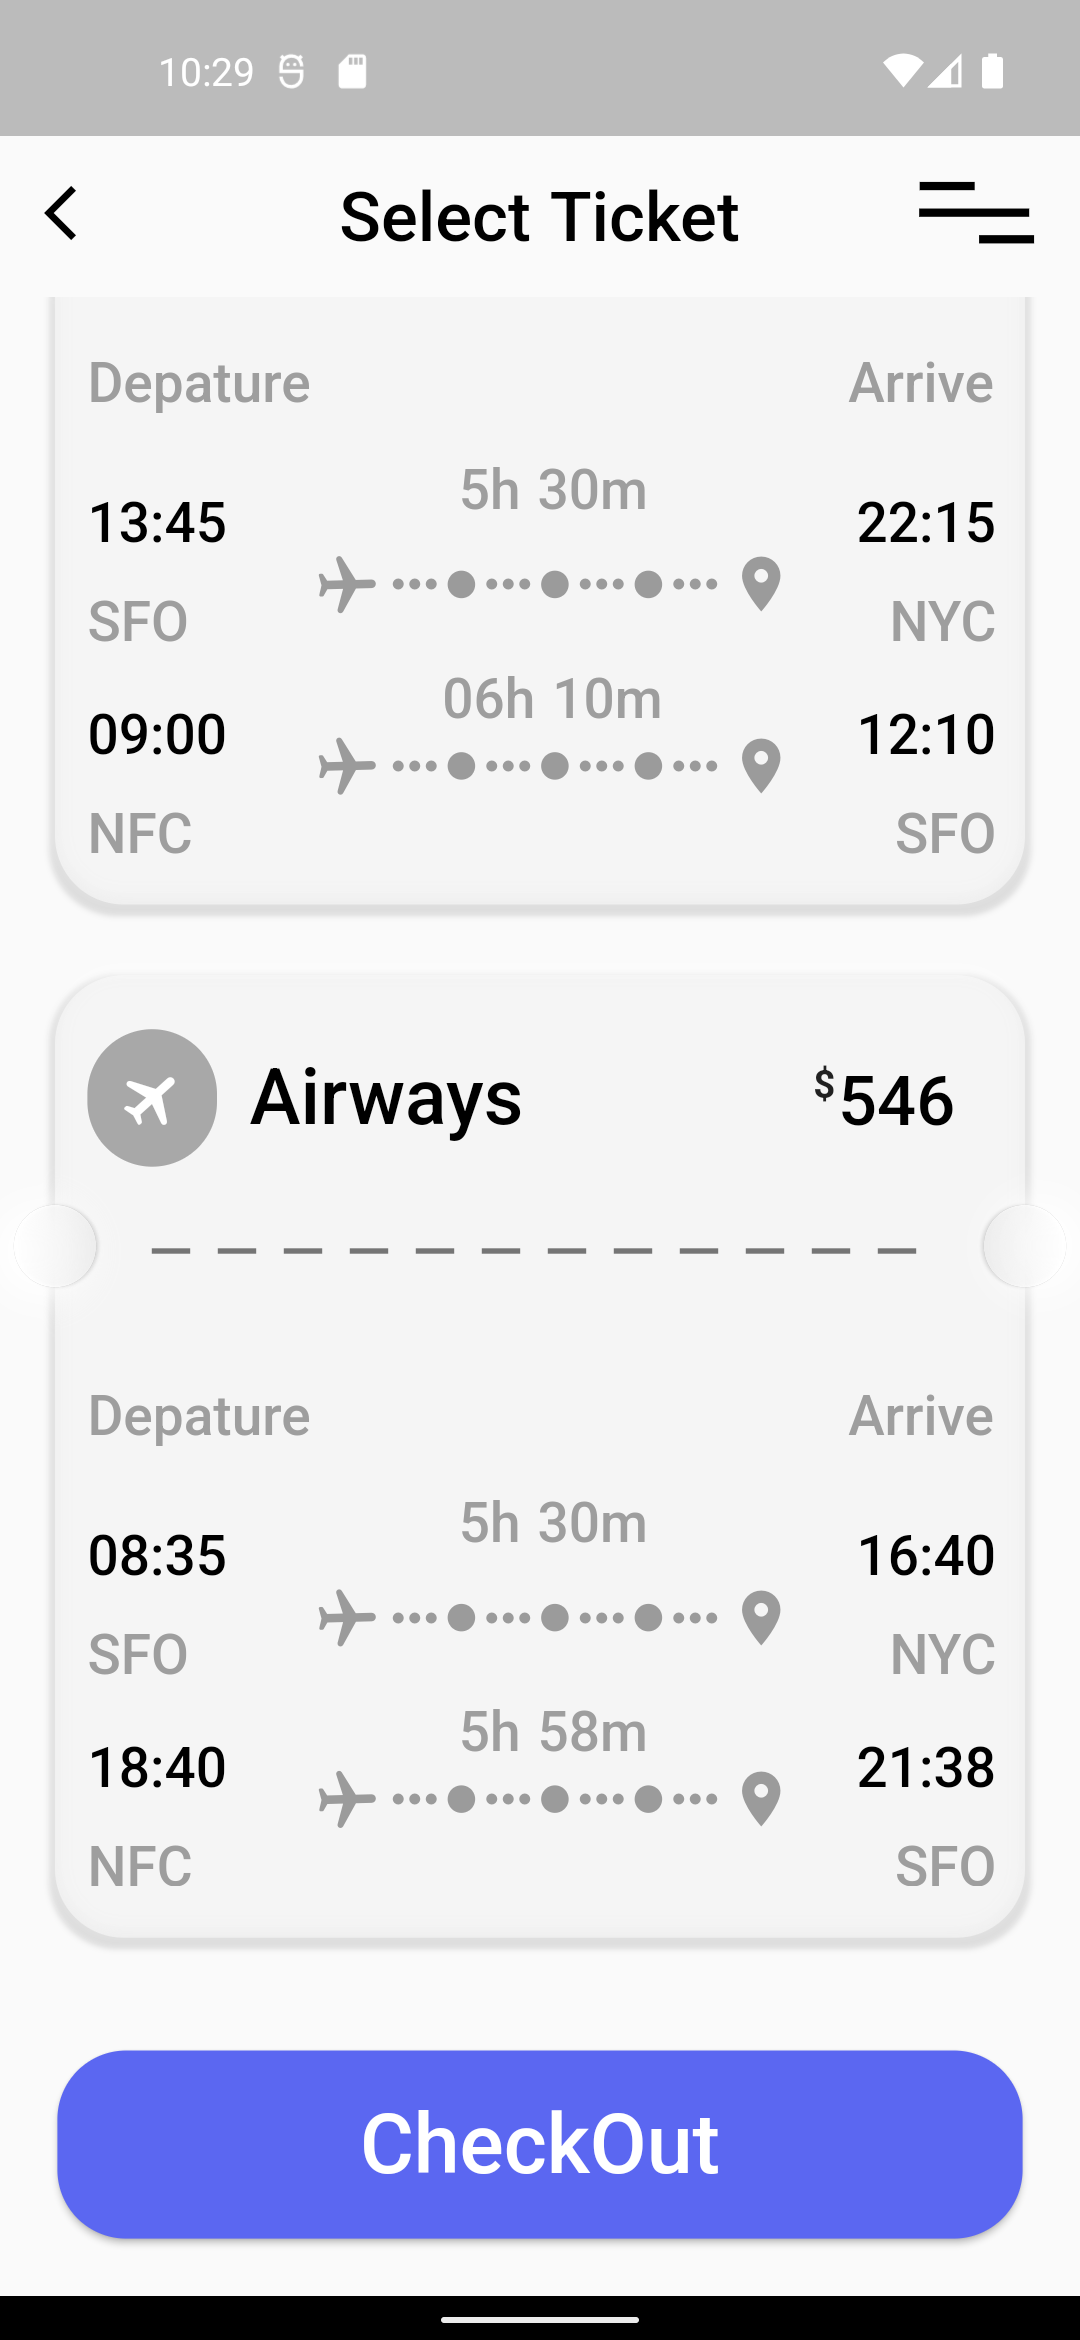 10:29
Select Ticket
Depature Arrive
5h 30m
13:45 22:15
SFO NYC
06h 10m
09:00 12:10
NFC SFO
Airways $546
Depature Arrive
5h 30m
08:35 16:40
SFO NYC
5h 58m
18:40 21:38
NFC SFO
CheckOut